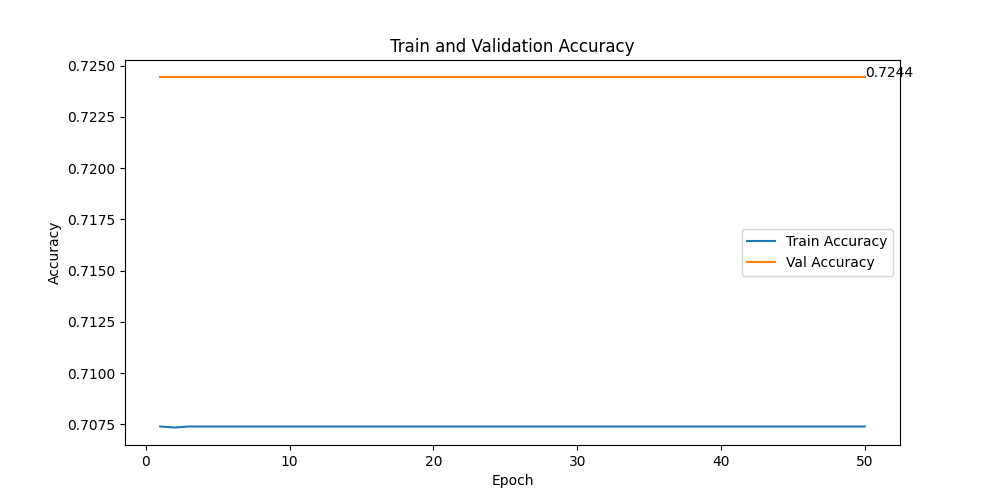 Train and Validation Accuracy
0.7250
0.7244
0.7225
0.7200
0.7175
0.7150
0.7125
0.7100
0.7075
Accuracy
Train Accuracy
Val Accuracy
0 10 20 30 40 50
Epoch